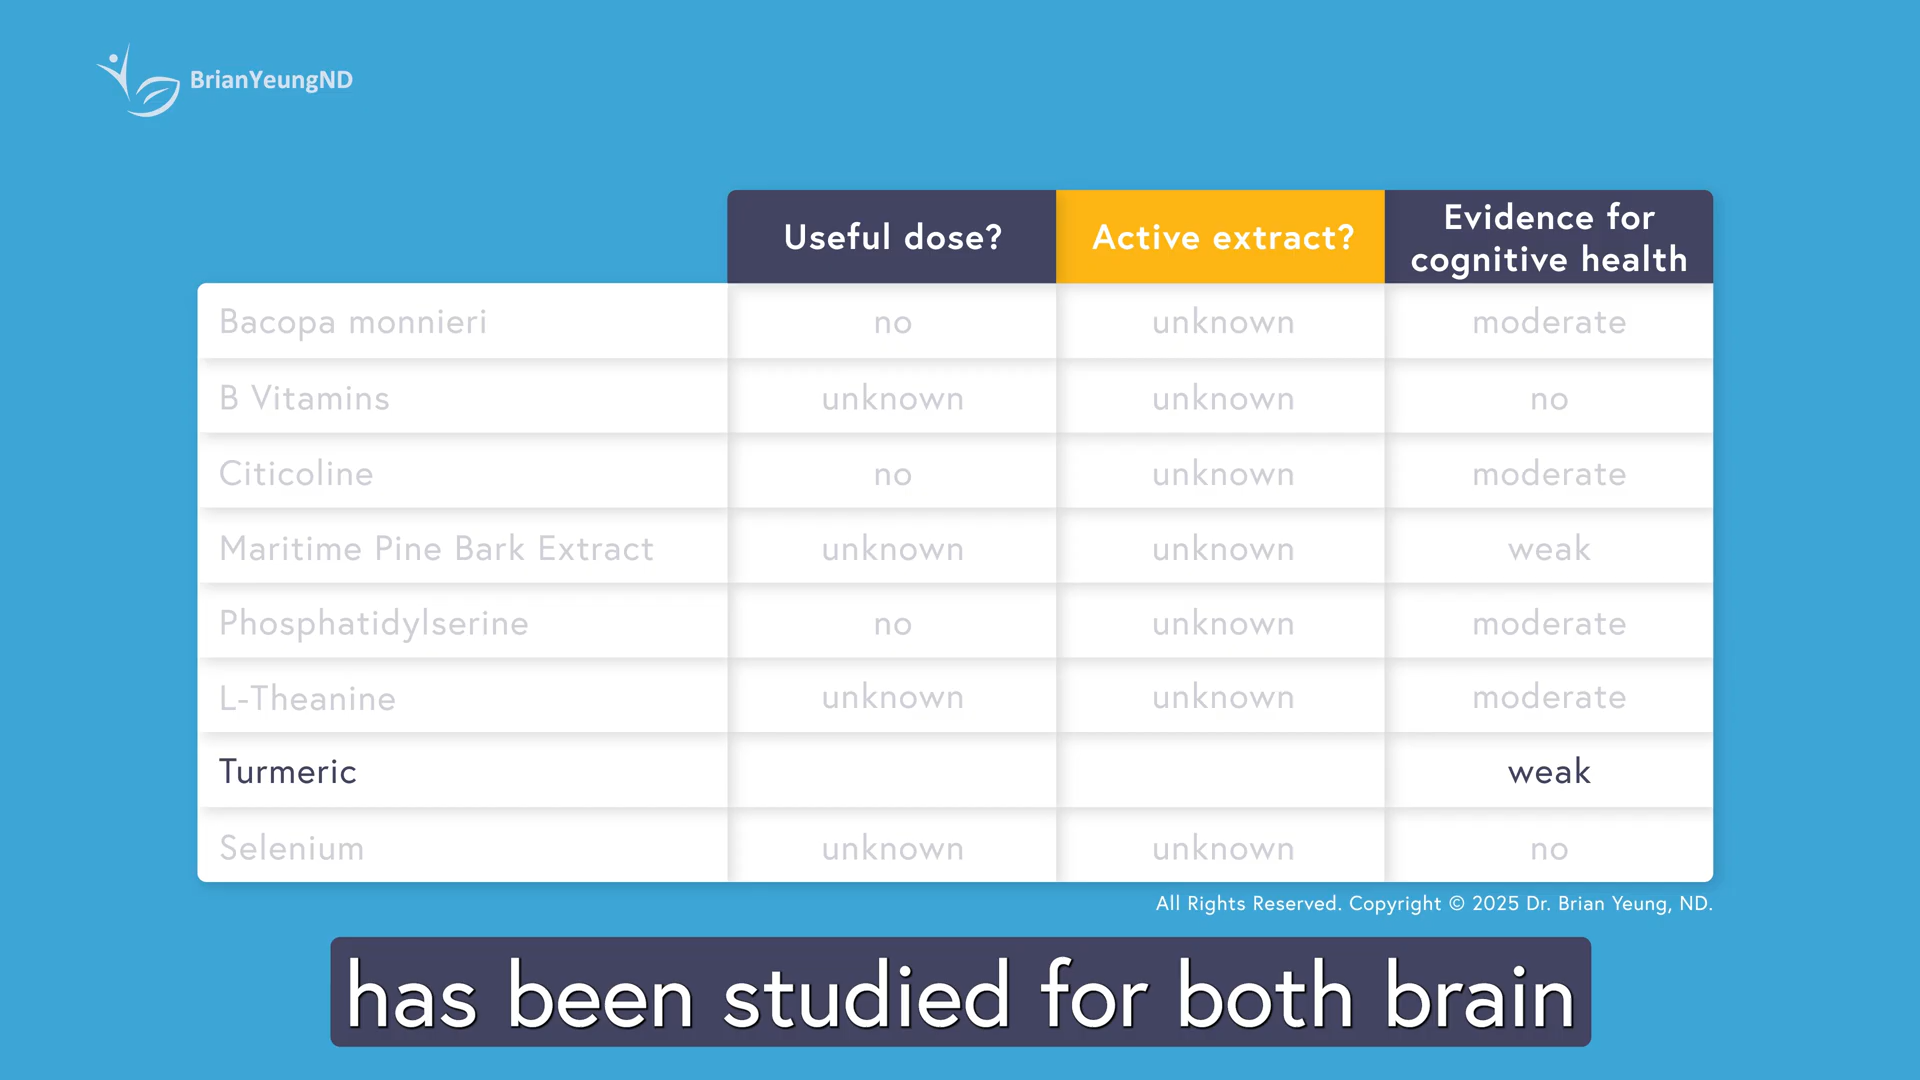 BrianYeungND
Useful dose? Active extract? Evidence for cognitive health
Bacopa monnieri no unknown moderate
B Vitamins unknown unknown no
Citicoline no unknown moderate
Maritime Pine Bark Extract unknown unknown weak
Phosphatidylserine no unknown moderate
L-Theanine unknown unknown moderate
Turmeric weak
Selenium unknown unknown no
All Rights Reserved. Copyright © 2025 Dr. Brian Yeung, ND.
has been studied for both brain